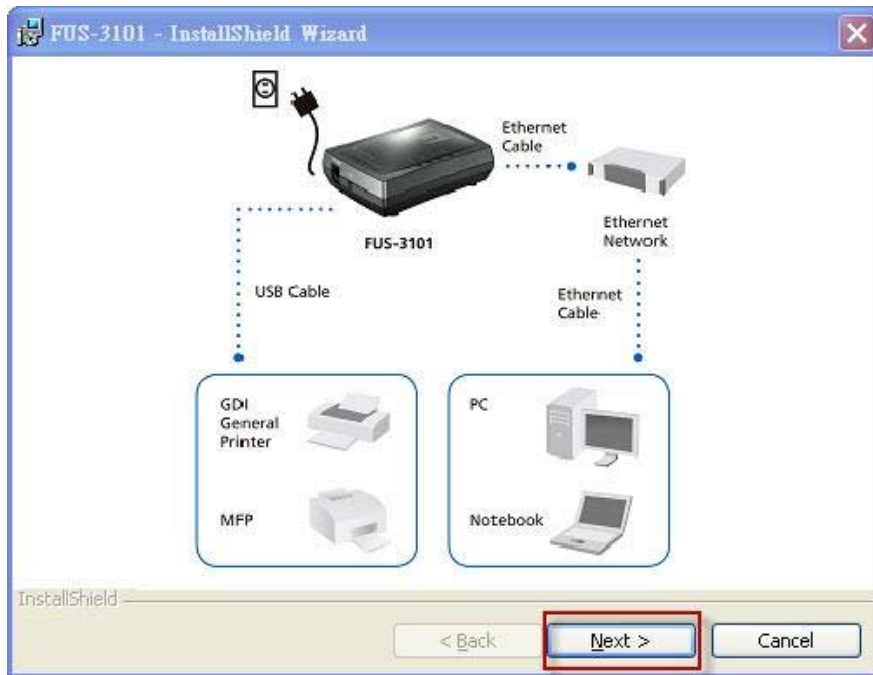 FUS-3101 - InstallShield Wizard
Ethernet
Cable
FUS-3101
Ethernet
Network
USB Cable
Ethernet
Cable
GDI
General
Printer
MFP
PC
Notebook
InstallShield
< Back
Next >
Cancel